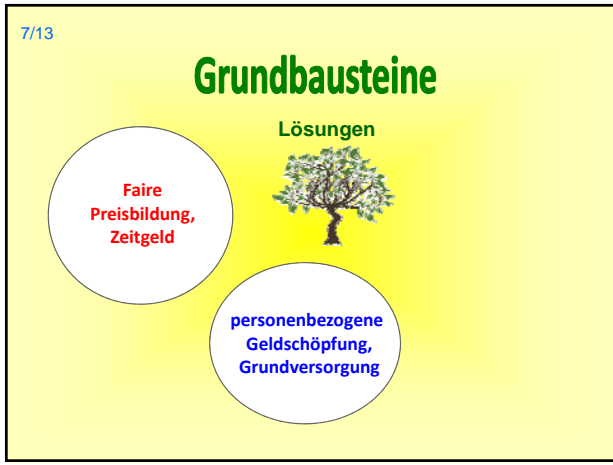 7/13
Grundbausteine
Lösungen
Faire
Preisbildung,
Zeitgeld
personenbezogene
Geldschöpfung,
Grundversorgung